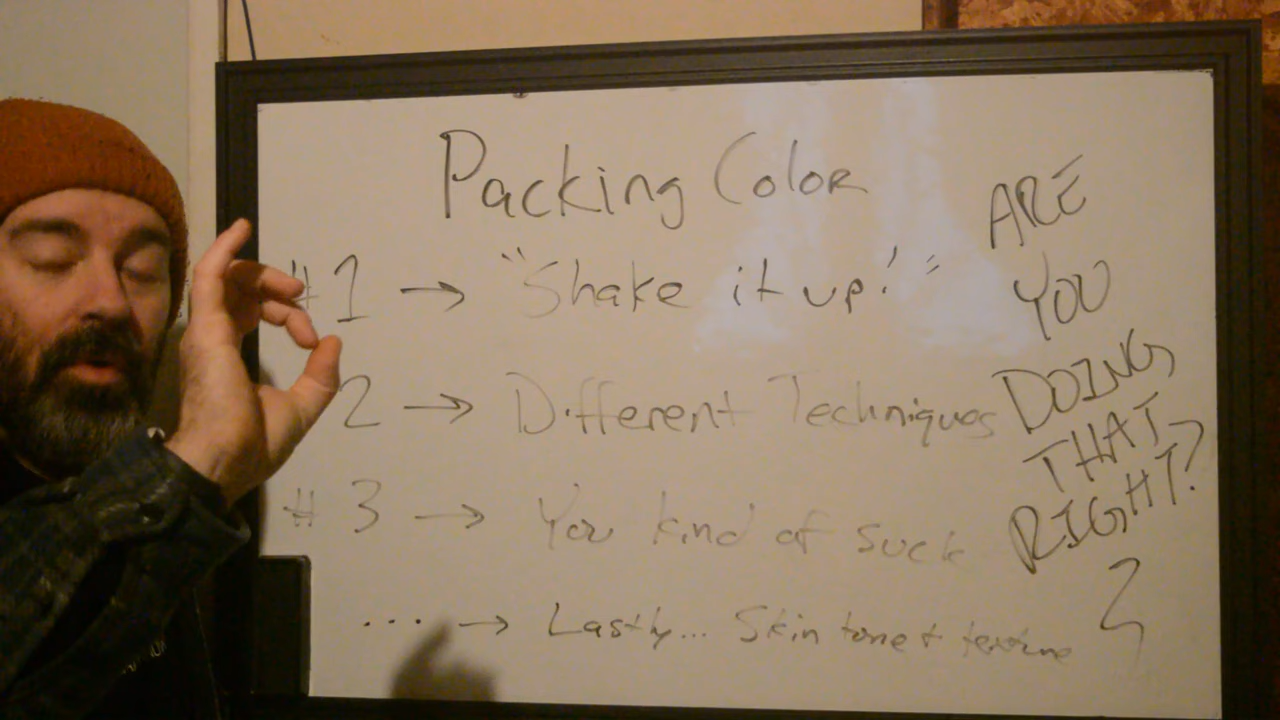 Packing Color
#1 → "Shake it up!"
2 → Different Techniques
#3 → You kind of suck
... → Lastly... Skin tone + texture
ARE
YOU
DOING
THAT
RIGHT?